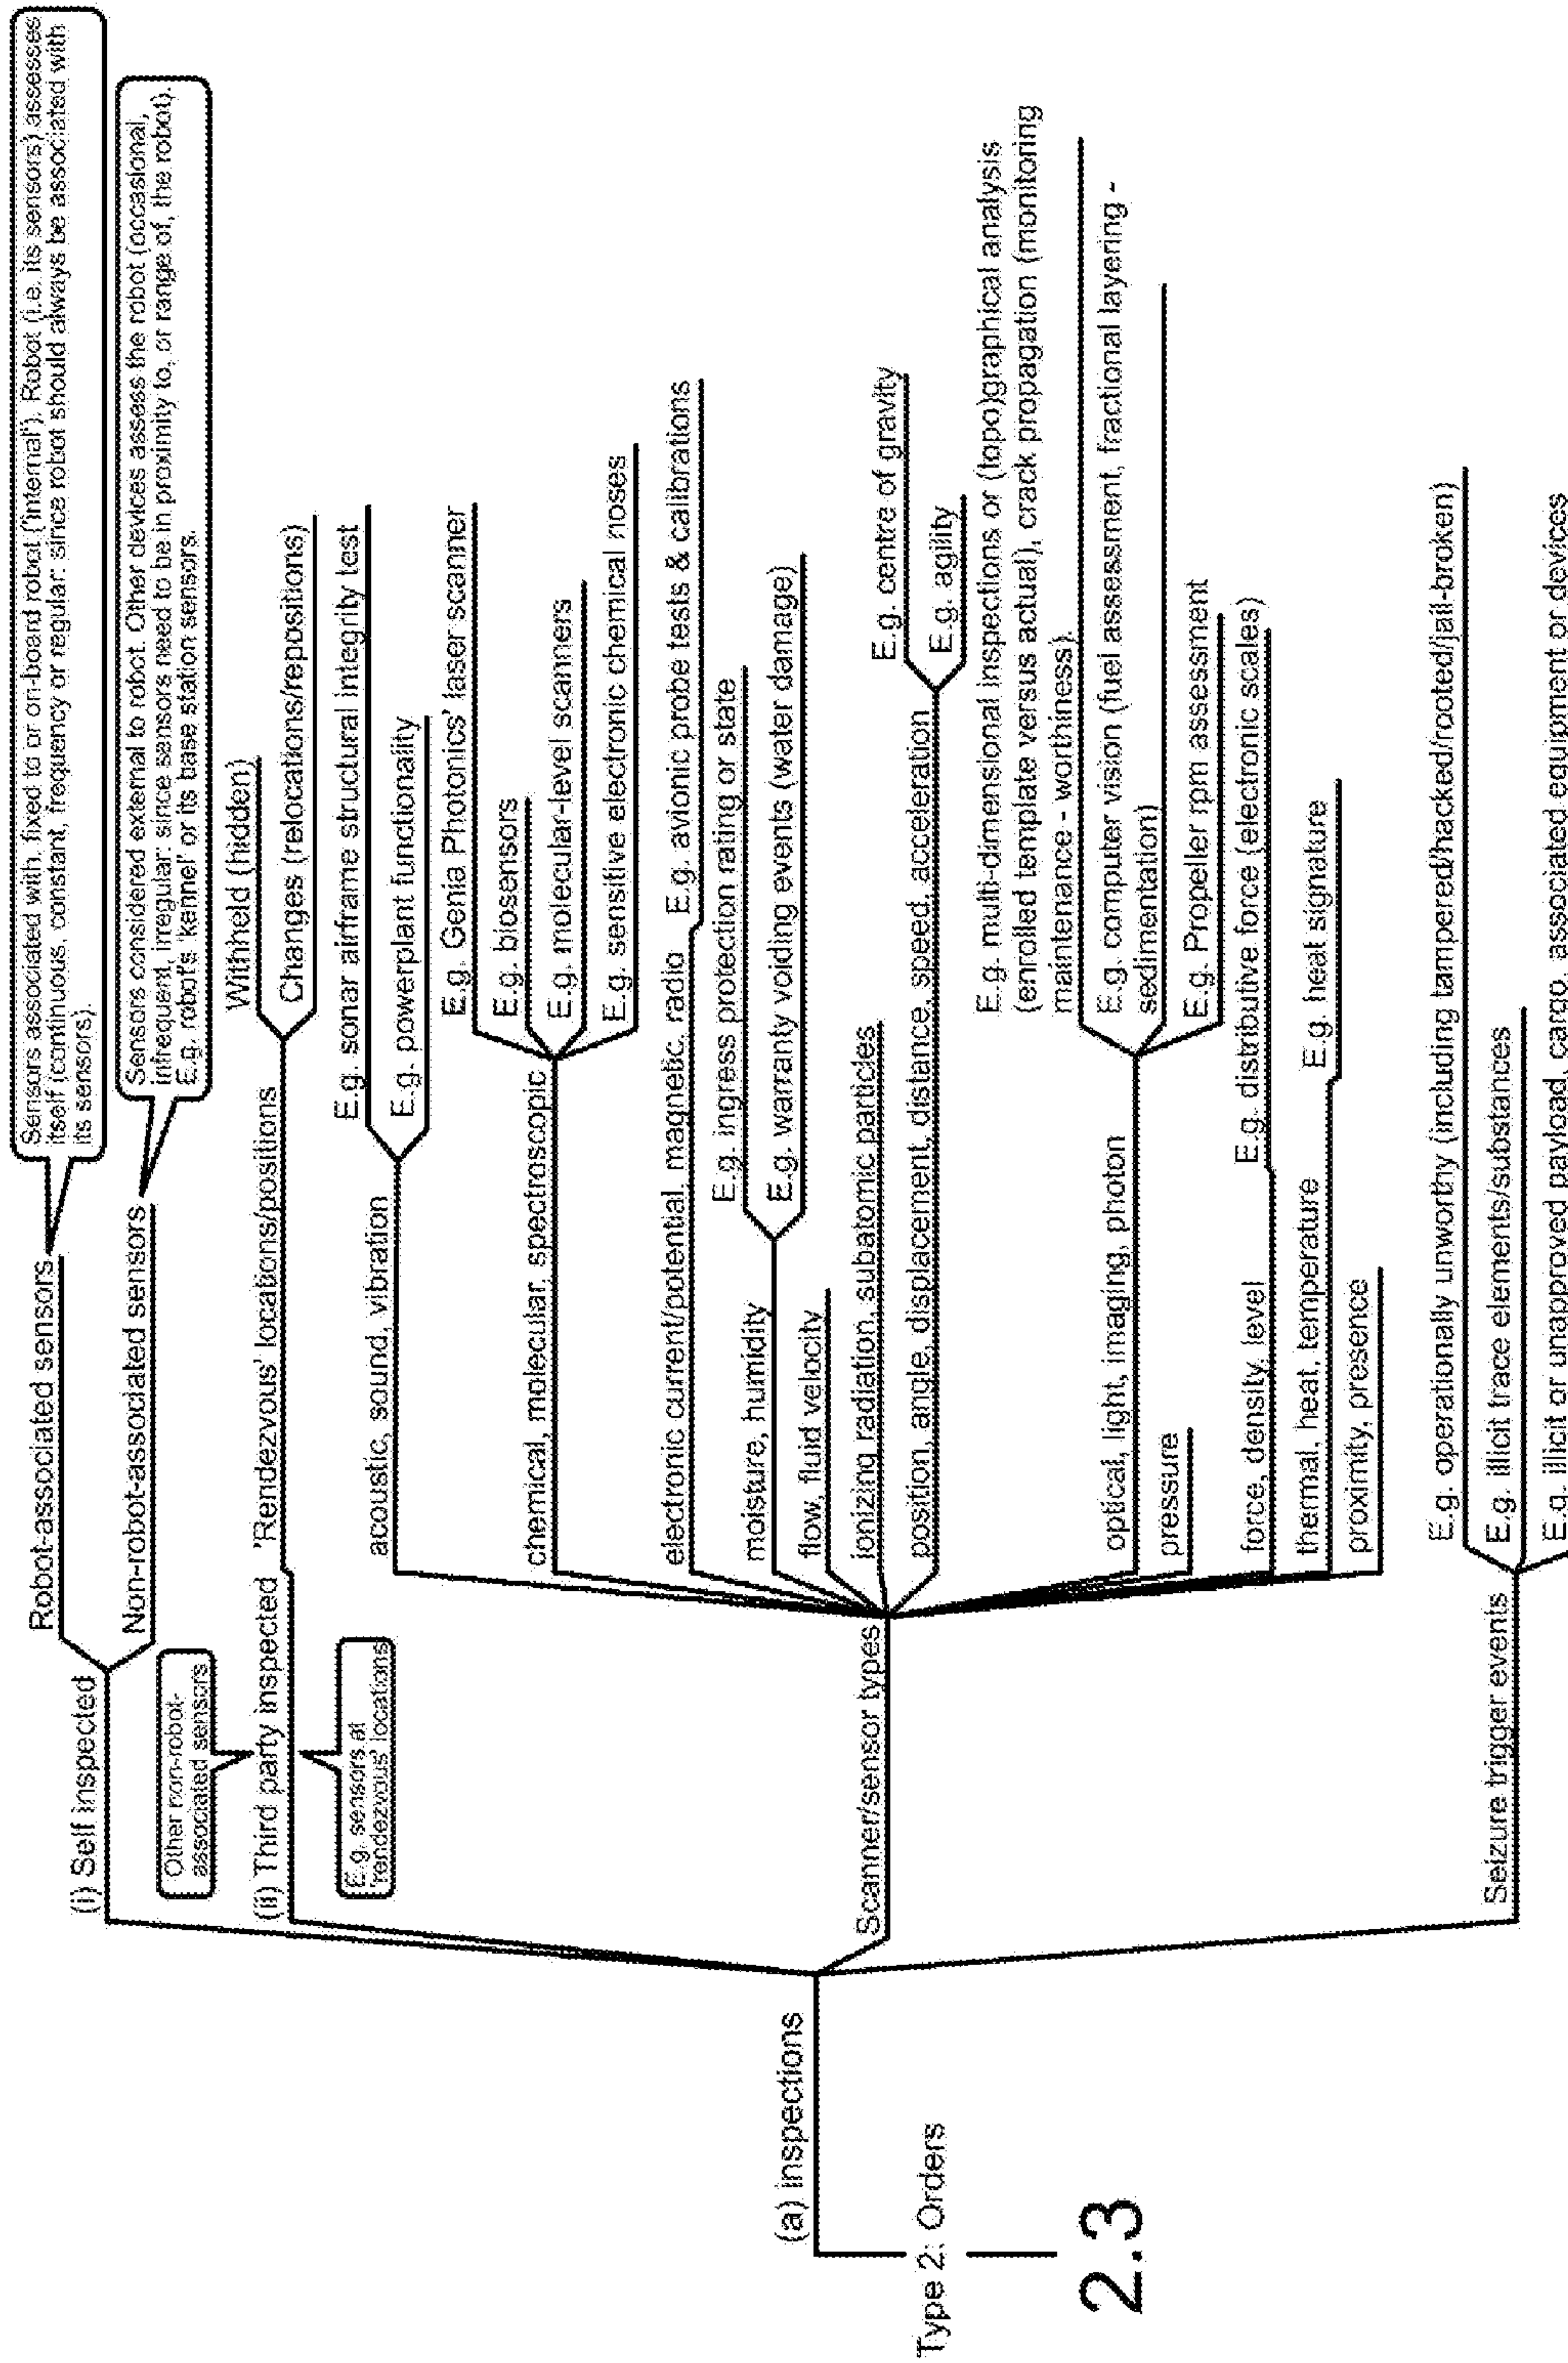 (i) Self inspected
Robot-associated sensors
Sensors associated with, fixed to or on-board robot ('internal'). Robot (i.e. its sensors) assesses
itself (continuous, constant, frequency or regular: since robot should always be associated with
its sensors).
Non-robot-associated sensors
Sensors considered external to robot. Other devices assess the robot (occasional,
infrequent, irregular: since sensors need to be in proximity to, or range of, the robot).
E.g. robot's 'kennel' or its base station sensors.
Other non-robot-
associated sensors
(ii) Third party inspected
E.g. sensors at
'rendezvous' locations
'Rendezvous' locations/positions
Withheld (hidden)
Changes (relocations/repositions)
(a) Inspections
Type 2: Orders
2.3
Scanner/sensor types
acoustic, sound, vibration
E.g. sonar airframe structural integrity test
E.g. powerplant functionality
chemical, molecular, spectroscopic
E.g. Genia Photonics' laser scanner
E.g. biosensors
E.g. molecular-level scanners
E.g. sensitive electronic chemical noses
electronic current/potential, magnetic, radio
E.g. avionic probe tests & calibrations
moisture, humidity
E.g. ingress protection rating or state
E.g. warranty voiding events (water damage)
flow, fluid velocity
ionizing radiation, subatomic particles
position, angle, displacement, distance, speed, acceleration
E.g. centre of gravity
E.g. agility
optical, light, imaging, photon
E.g. multi-dimensional inspections or (topo)graphical analysis
(enrolled template versus actual), crack propagation (monitoring
maintenance - worthiness)
E.g. computer vision (fuel assessment, fractional layering -
sedimentation)
E.g. Propeller rpm assessment
pressure
force, density, level
E.g. distributive force (electronic scales)
thermal, heat, temperature
E.g. heat signature
proximity, presence
Seizure trigger events
E.g. operationally unworthy (including tampered/hacked/rooted/jail-broken)
E.g. illicit trace elements/substances
E.g. illicit or unapproved payload, cargo, associated equipment or devices